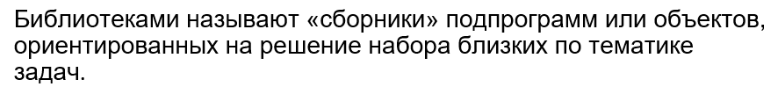 Библиотеками называют «сборники» подпрограмм или объектов,
ориентированных на решение набора близких по тематике
задач.